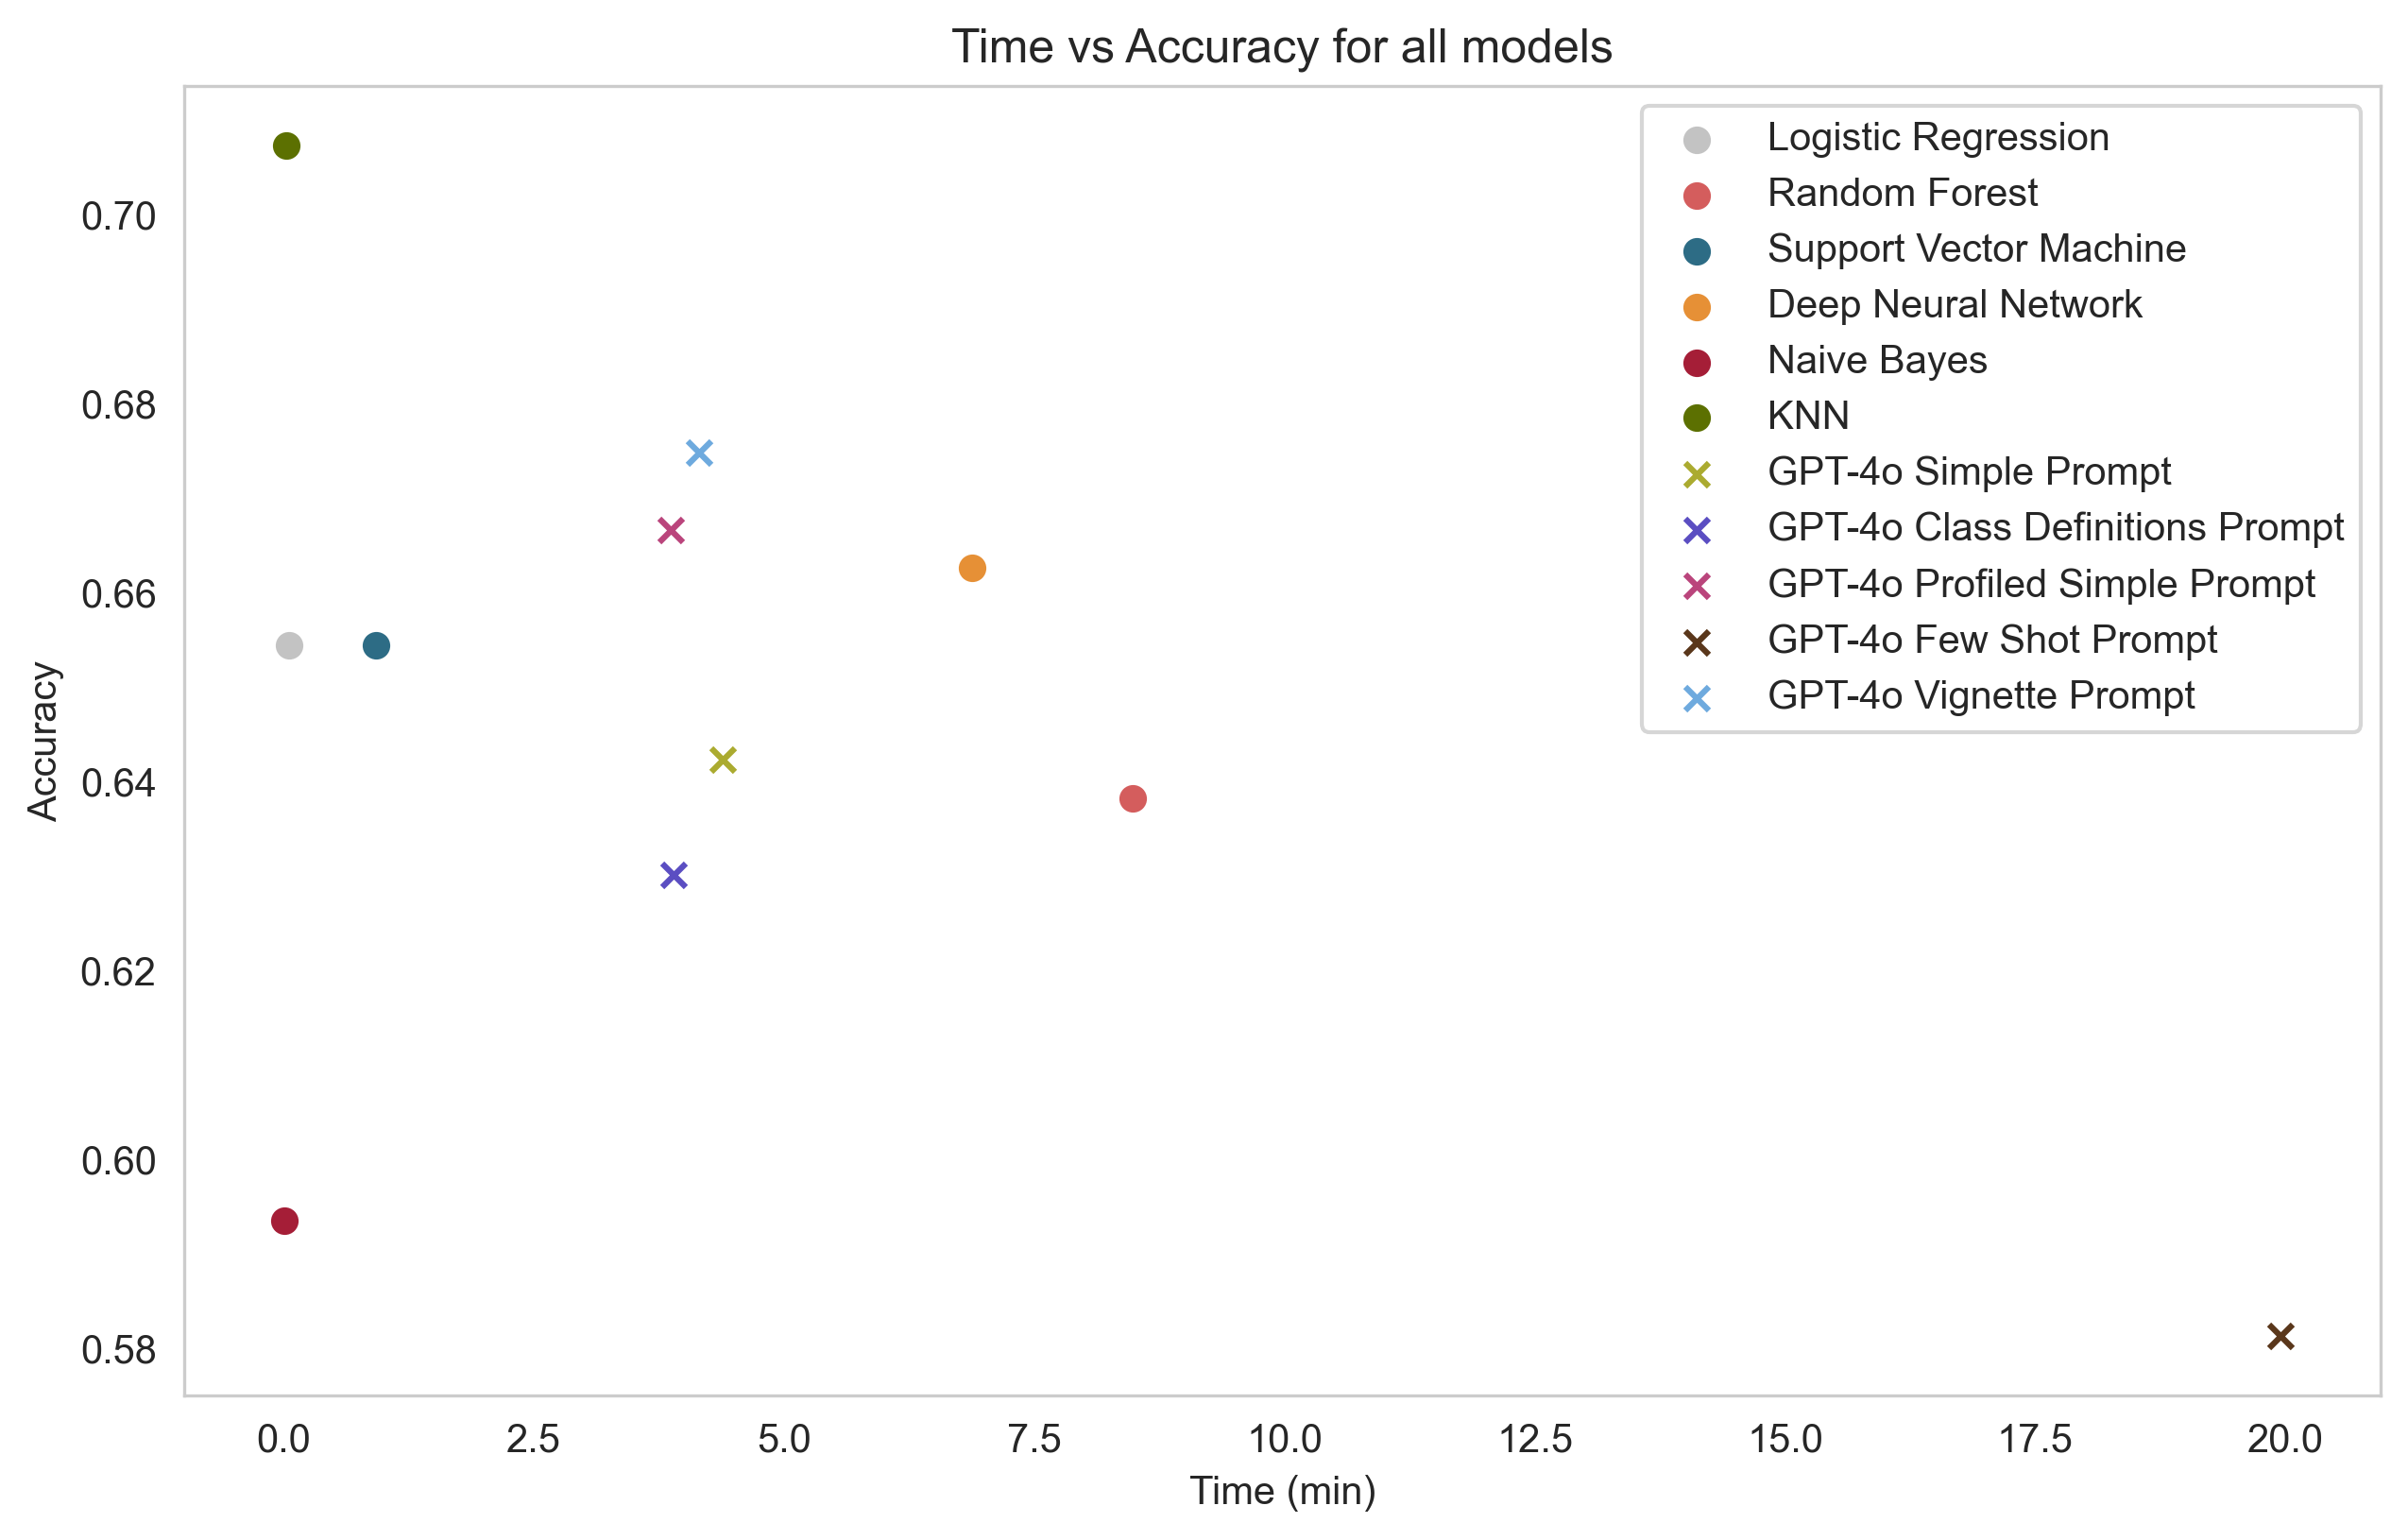 Time vs Accuracy for all models
Logistic Regression
Random Forest
Support Vector Machine
Deep Neural Network
Naive Bayes
KNN
GPT-4o Simple Prompt
GPT-4o Class Definitions Prompt
GPT-4o Profiled Simple Prompt
GPT-4o Few Shot Prompt
GPT-4o Vignette Prompt
Accuracy
0.70
0.68
0.66
0.64
0.62
0.60
0.58
0.0 2.5 5.0 7.5 10.0 12.5 15.0 17.5 20.0
Time (min)